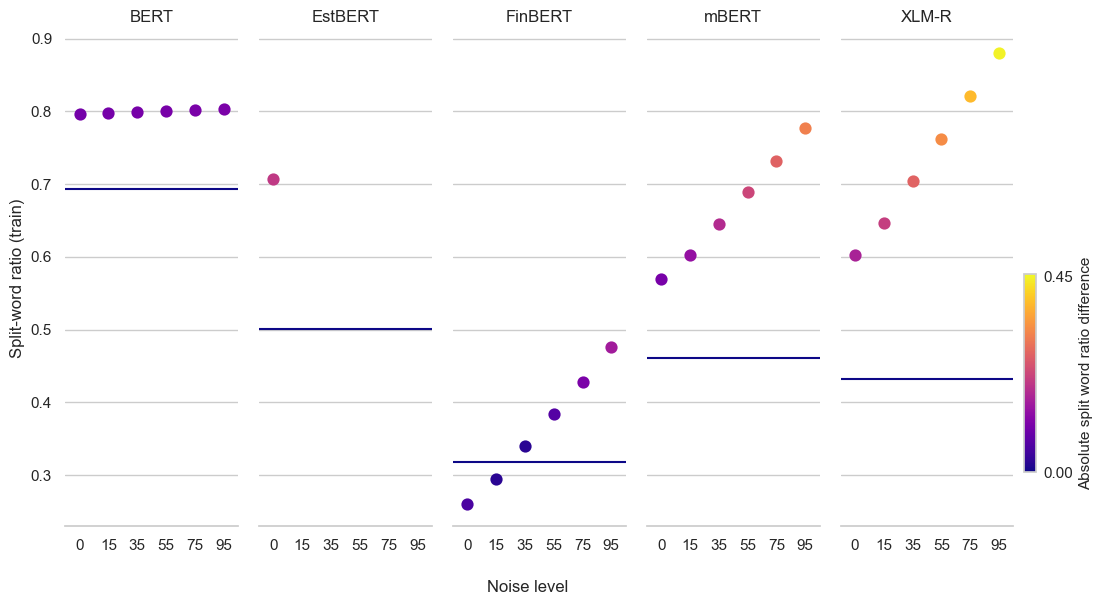 BERT EstBERT FinBERT mBERT XLM-R
0.9
0.8
0.7
0.6
0.5
0.4
0.3
Split-word ratio (train)
0 15 35 55 75 95 0 15 35 55 75 95 0 15 35 55 75 95 0 15 35 55 75 95 0 15 35 55 75 95
Noise level
0.45
0.00
Absolute split word ratio difference